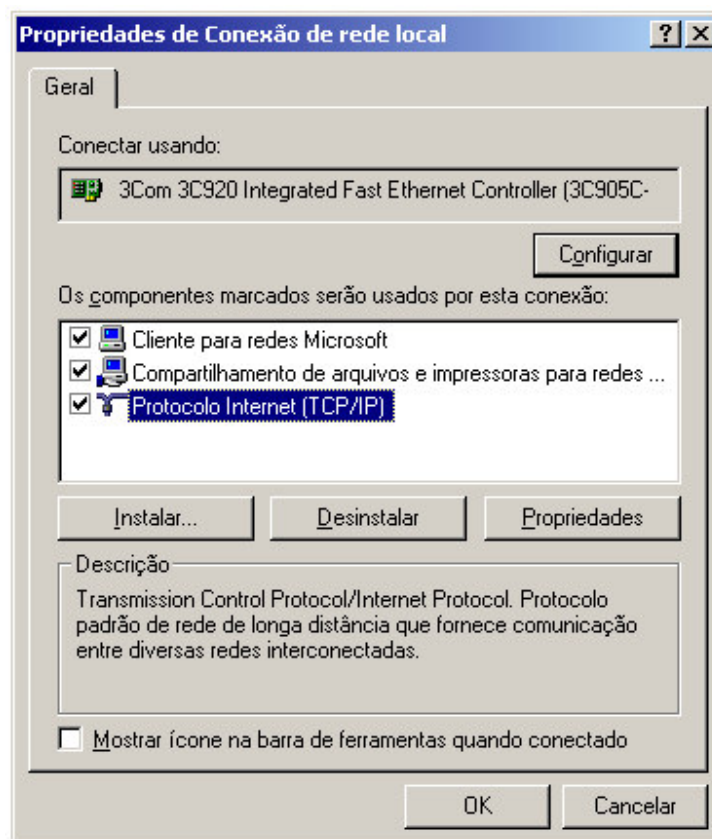 Propriedades de Conexão de rede local
Geral
Conectar usando:
3Com 3C920 Integrated Fast Ethernet Controller (3C905C-
Configurar
Os componentes marcados serão usados por esta conexão:
Cliente para redes Microsoft
Compartilhamento de arquivos e impressoras para redes ...
Protocolo Internet (TCP/IP)
Instalar... Desinstalar Propriedades
Descrição
Transmission Control Protocol/Internet Protocol. Protocolo
padrão de rede de longa distância que fornece comunicação
entre diversas redes interconectadas.
Mostrar ícone na barra de ferramentas quando conectado
OK Cancelar